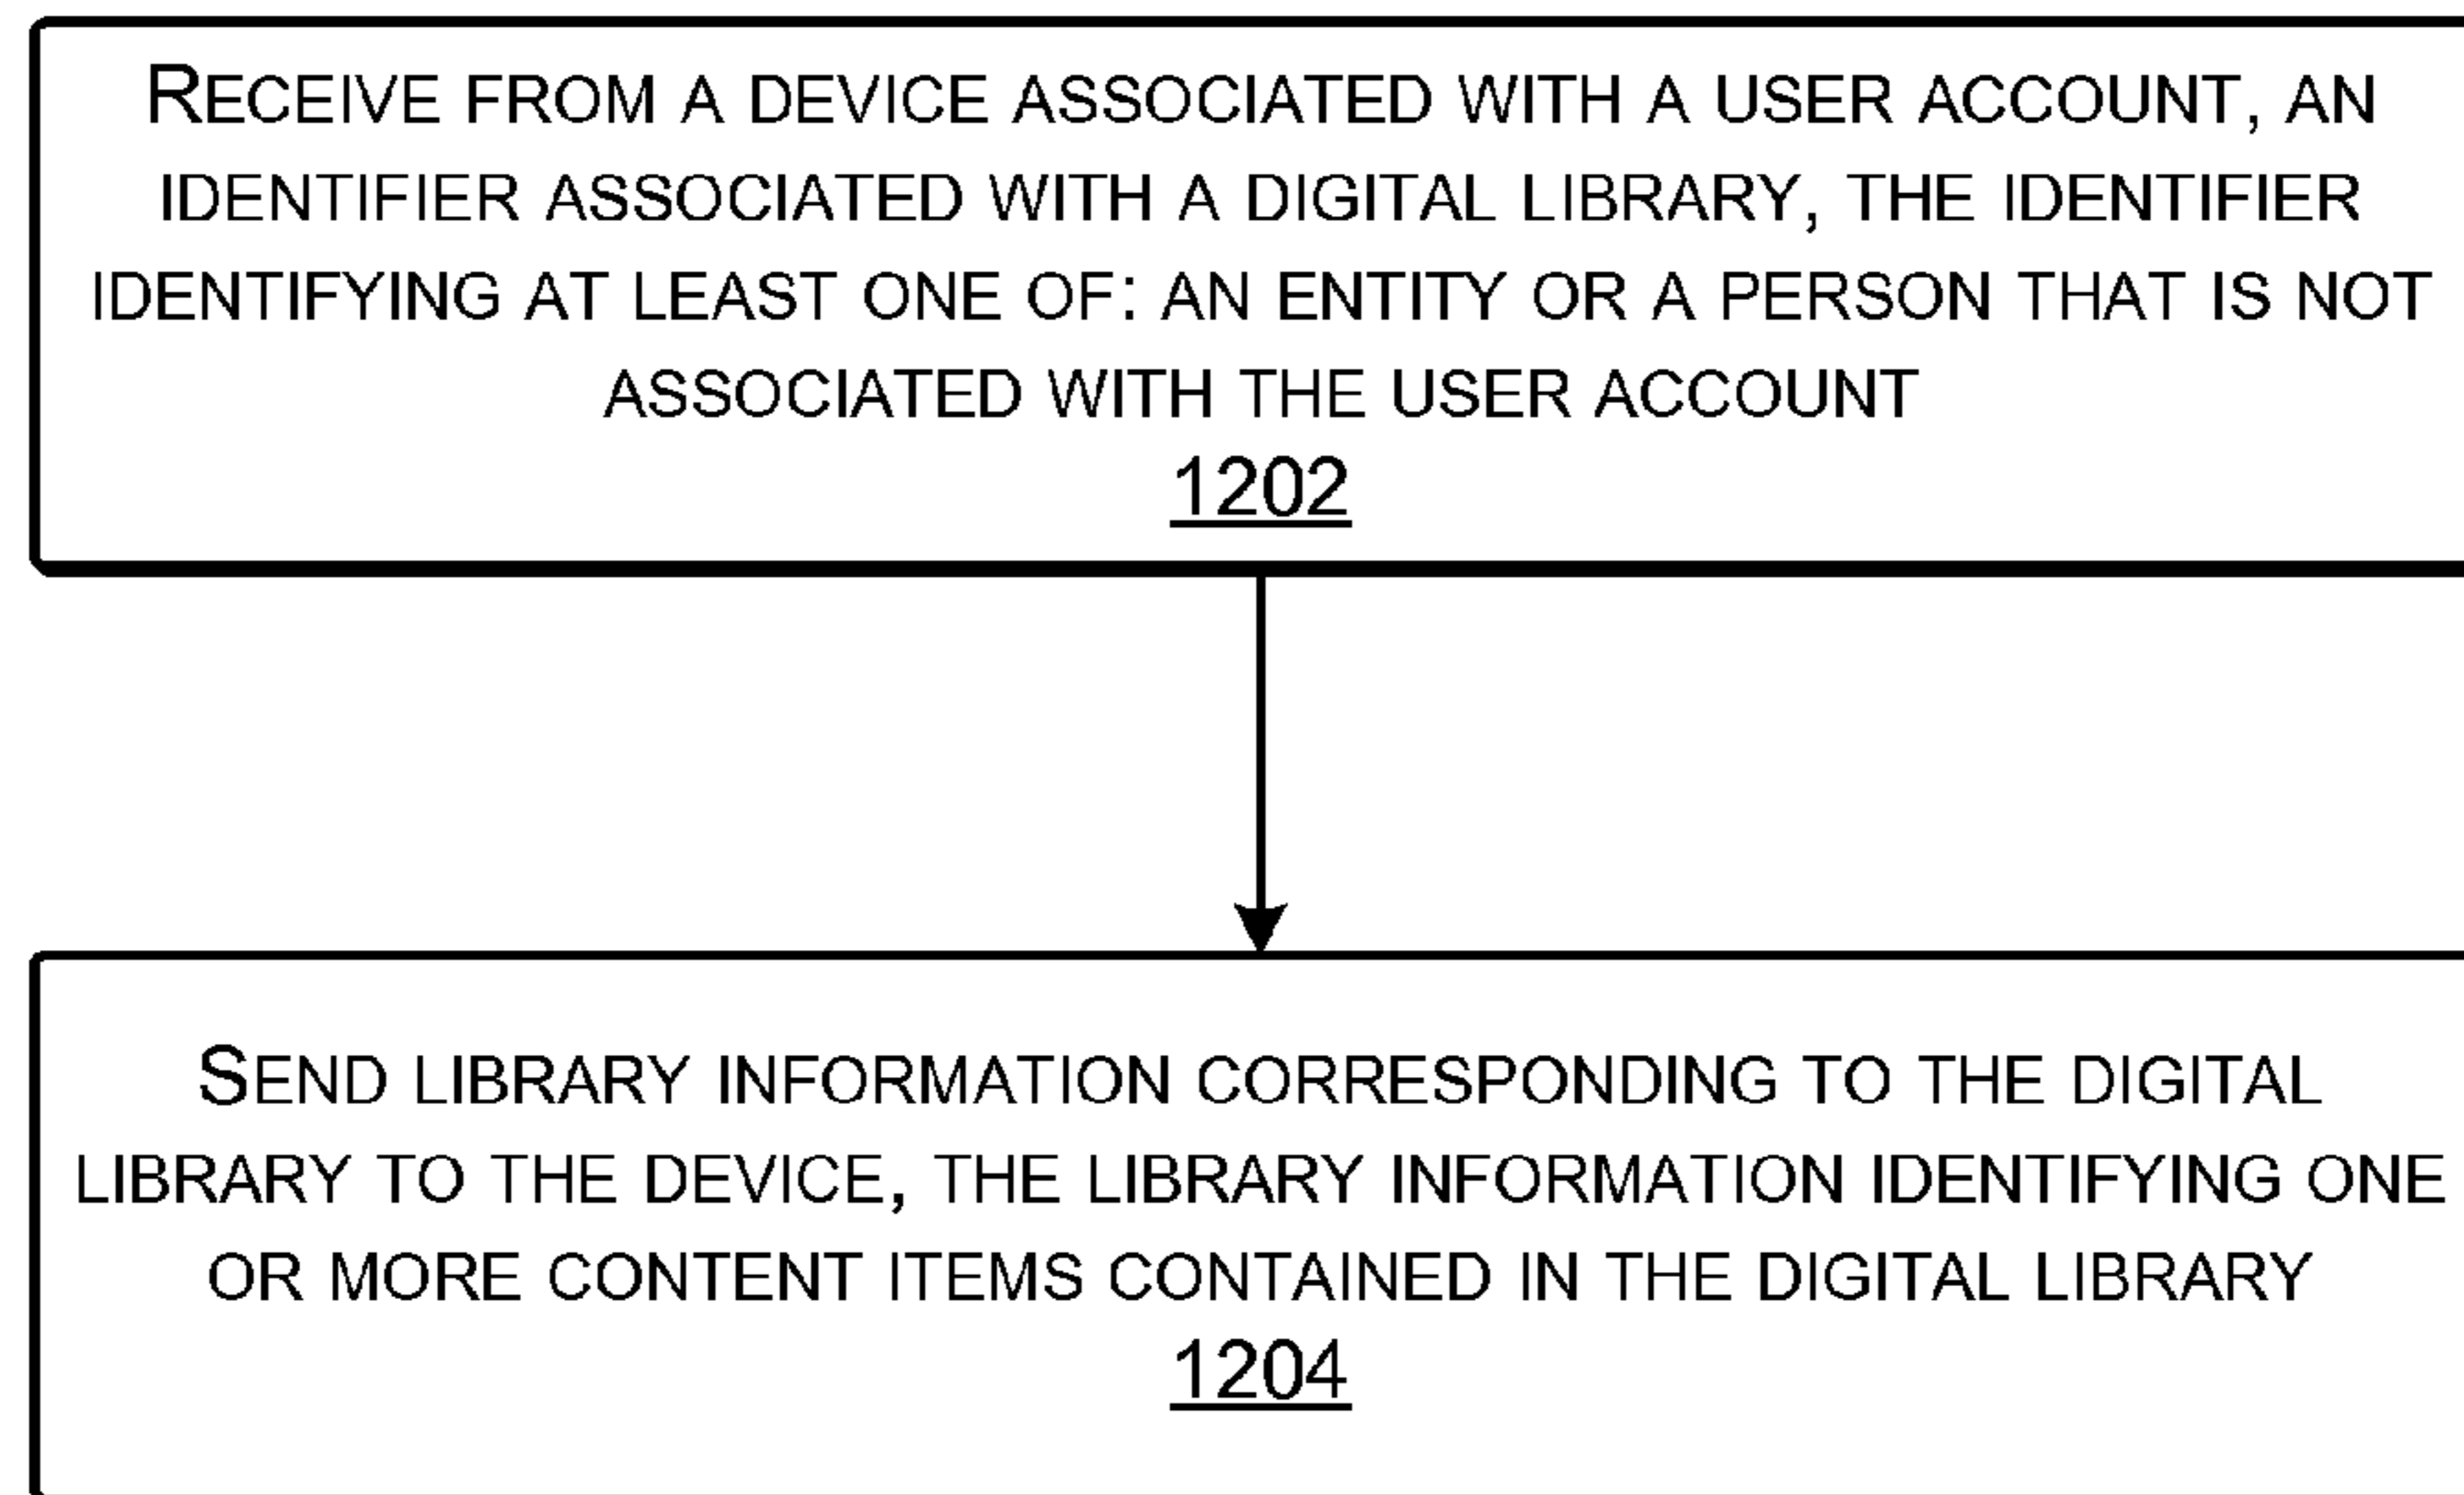 RECEIVE FROM A DEVICE ASSOCIATED WITH A USER ACCOUNT, AN
IDENTIFIER ASSOCIATED WITH A DIGITAL LIBRARY, THE IDENTIFIER
IDENTIFYING AT LEAST ONE OF: AN ENTITY OR A PERSON THAT IS NOT
ASSOCIATED WITH THE USER ACCOUNT
1202
SEND LIBRARY INFORMATION CORRESPONDING TO THE DIGITAL
LIBRARY TO THE DEVICE, THE LIBRARY INFORMATION IDENTIFYING ONE
OR MORE CONTENT ITEMS CONTAINED IN THE DIGITAL LIBRARY
1204